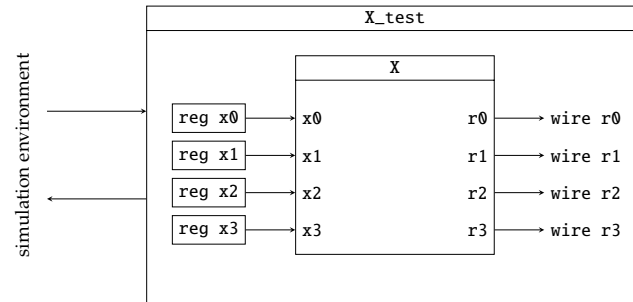 simulation environment
X_test
X
reg x0 x0 r0 wire r0
reg x1 x1 r1 wire r1
reg x2 x2 r2 wire r2
reg x3 x3 r3 wire r3